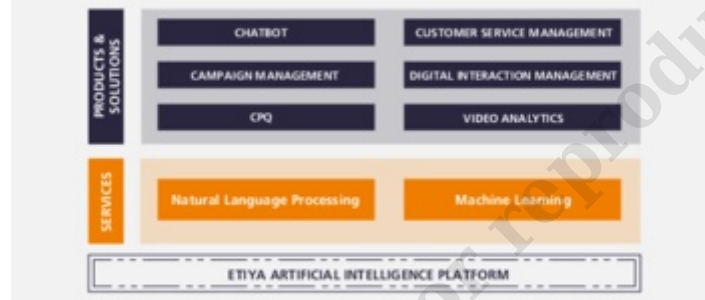 PRODUCTS &
SOLUTIONS
CHATBOT
CUSTOMER SERVICE MANAGEMENT
CAMPAIGN MANAGEMENT
DIGITAL INTERACTION MANAGEMENT
CPQ
VIDEO ANALYTICS
SERVICES
Natural Language Processing
Machine Learning
ETIYA ARTIFICIAL INTELLIGENCE PLATFORM